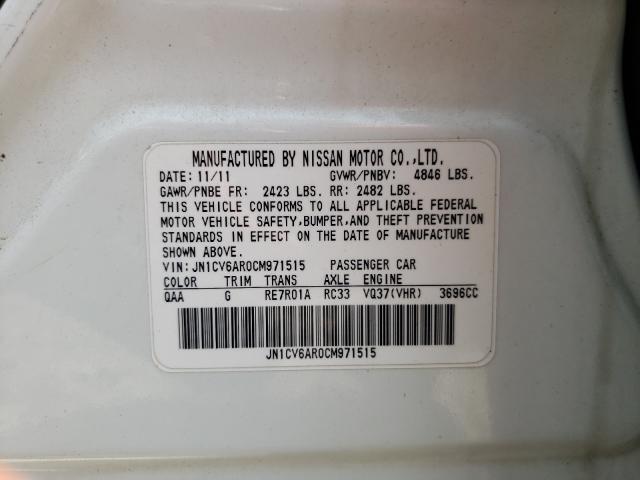 MANUFACTURED BY NISSAN MOTOR CO.,LTD.
DATE: 11/11 GVWR/PNBV: 4846 LBS.
GAWR/PNBE FR: 2423 LBS. RR: 2482 LBS.
THIS VEHICLE CONFORMS TO ALL APPLICABLE FEDERAL
MOTOR VEHICLE SAFETY,BUMPER,AND THEFT PREVENTION
STANDARDS IN EFFECT ON THE DATE OF MANUFACTURE
SHOWN ABOVE.
VIN: JN1CV6AR0CM971515 PASSENGER CAR
COLOR TRIM TRANS AXLE ENGINE
QAA G RE7R01A RC33 VQ37(VHR) 3696CC
JN1CV6AR0CM971515